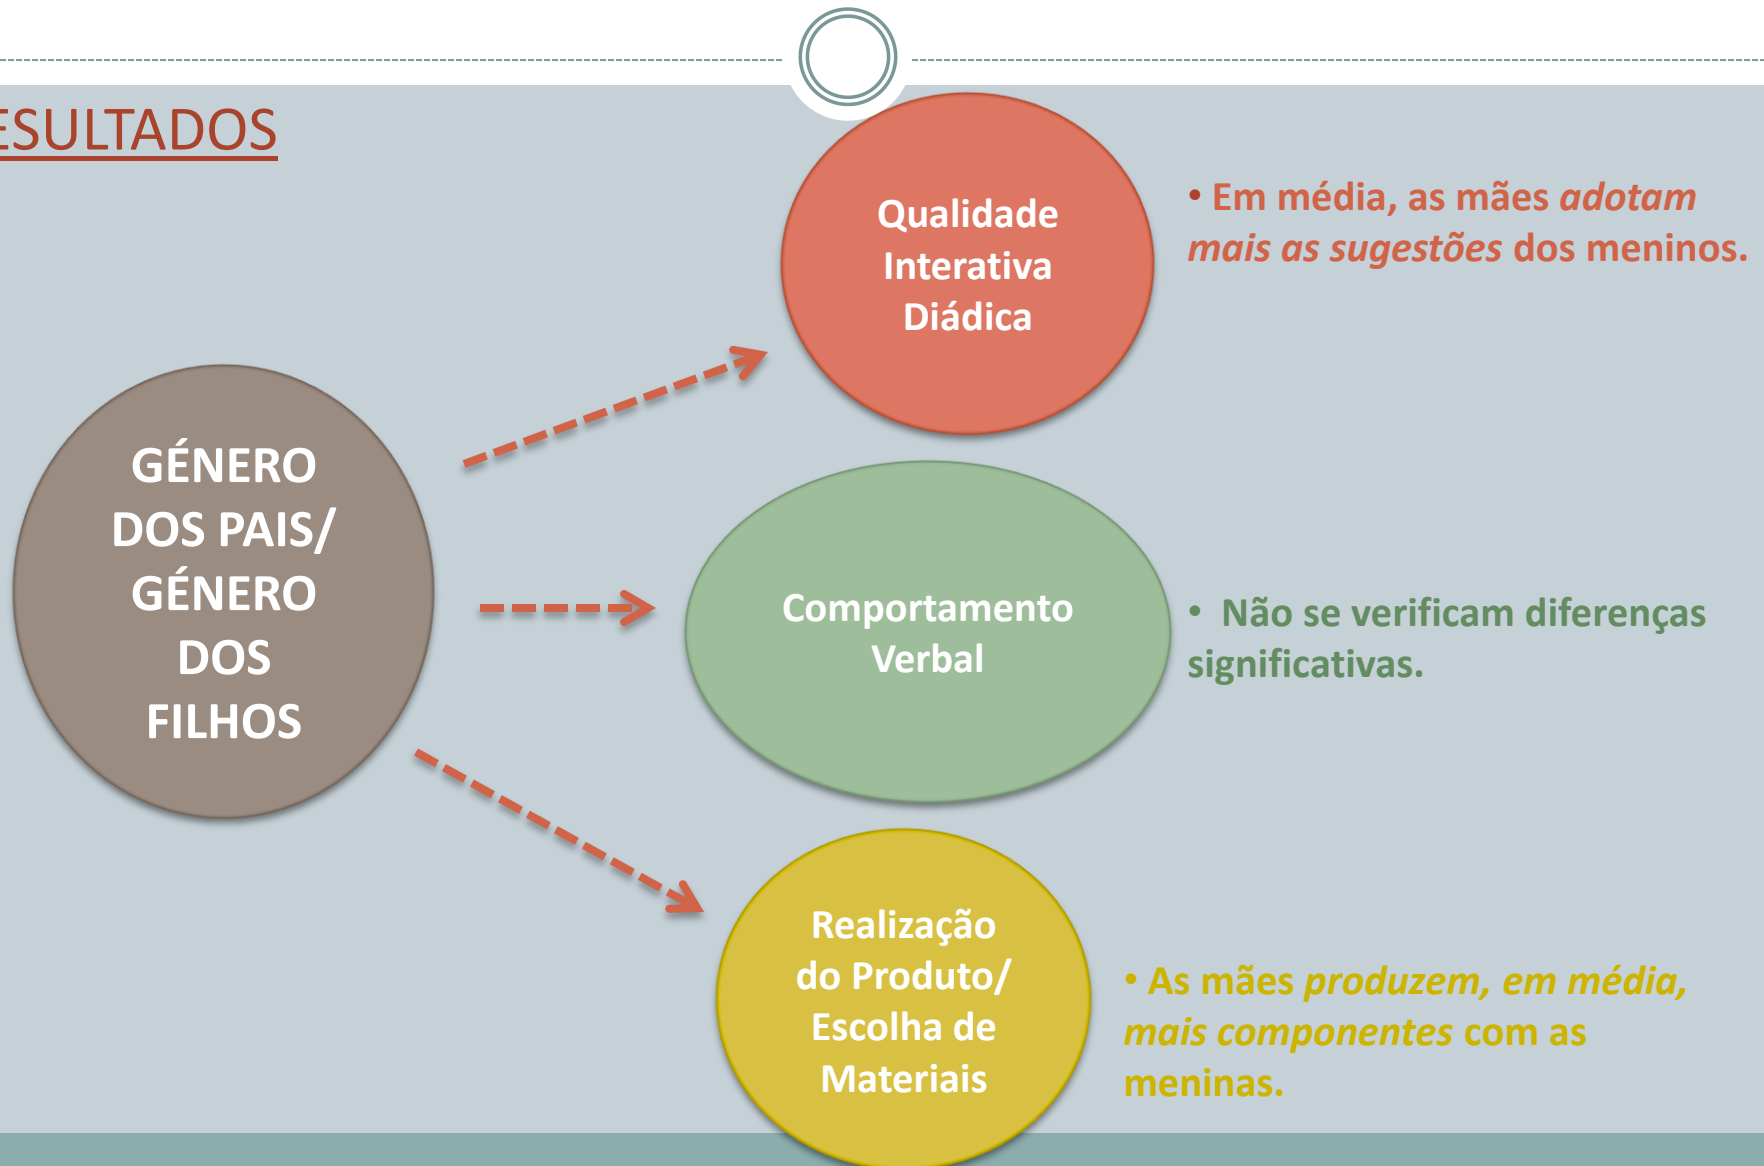 ESULTADOS
Qualidade
Interativa
Diádica
• Em média, as mães adotam
mais as sugestões dos meninos.
GÉNERO
DOS PAIS/
GÉNERO
DOS
FILHOS
Comportamento
Verbal
• Não se verificam diferenças
significativas.
Realização
do Produto/
Escolha de
Materiais
• As mães produzem, em média,
mais componentes com as
meninas.